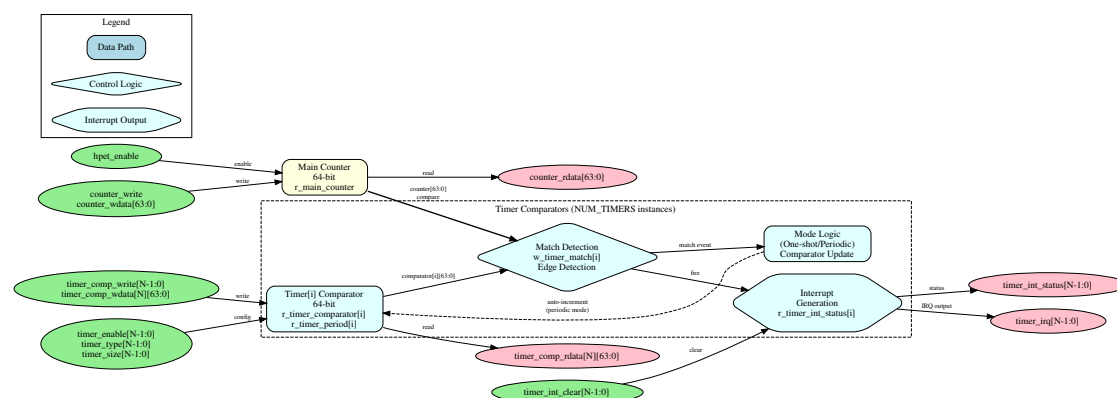 Legend
Data Path
Control Logic
Interrupt Output
hpet_enable
enable
counter_write
counter_wdata[63:0]
write
Main Counter
64-bit
r_main_counter
read
counter_rdata[63:0]
counter[63:0]
compare
Timer Comparators (NUM_TIMERS instances)
Match Detection
w_timer_match[i]
Edge Detection
match event
Mode Logic
(One-shot/Periodic)
Comparator Update
fire
comparator[i][63:0]
timer_comp_write[N-1:0]
timer_comp_wdata[N][63:0]
write
Timer[i] Comparator
64-bit
r_timer_comparator[i]
r_timer_period[i]
auto-increment
(periodic mode)
Interrupt
Generation
r_timer_int_status[i]
status
timer_int_status[N-1:0]
IRQ output
timer_irq[N-1:0]
config
timer_enable[N-1:0]
timer_type[N-1:0]
timer_size[N-1:0]
read
timer_comp_rdata[N][63:0]
clear
timer_int_clear[N-1:0]